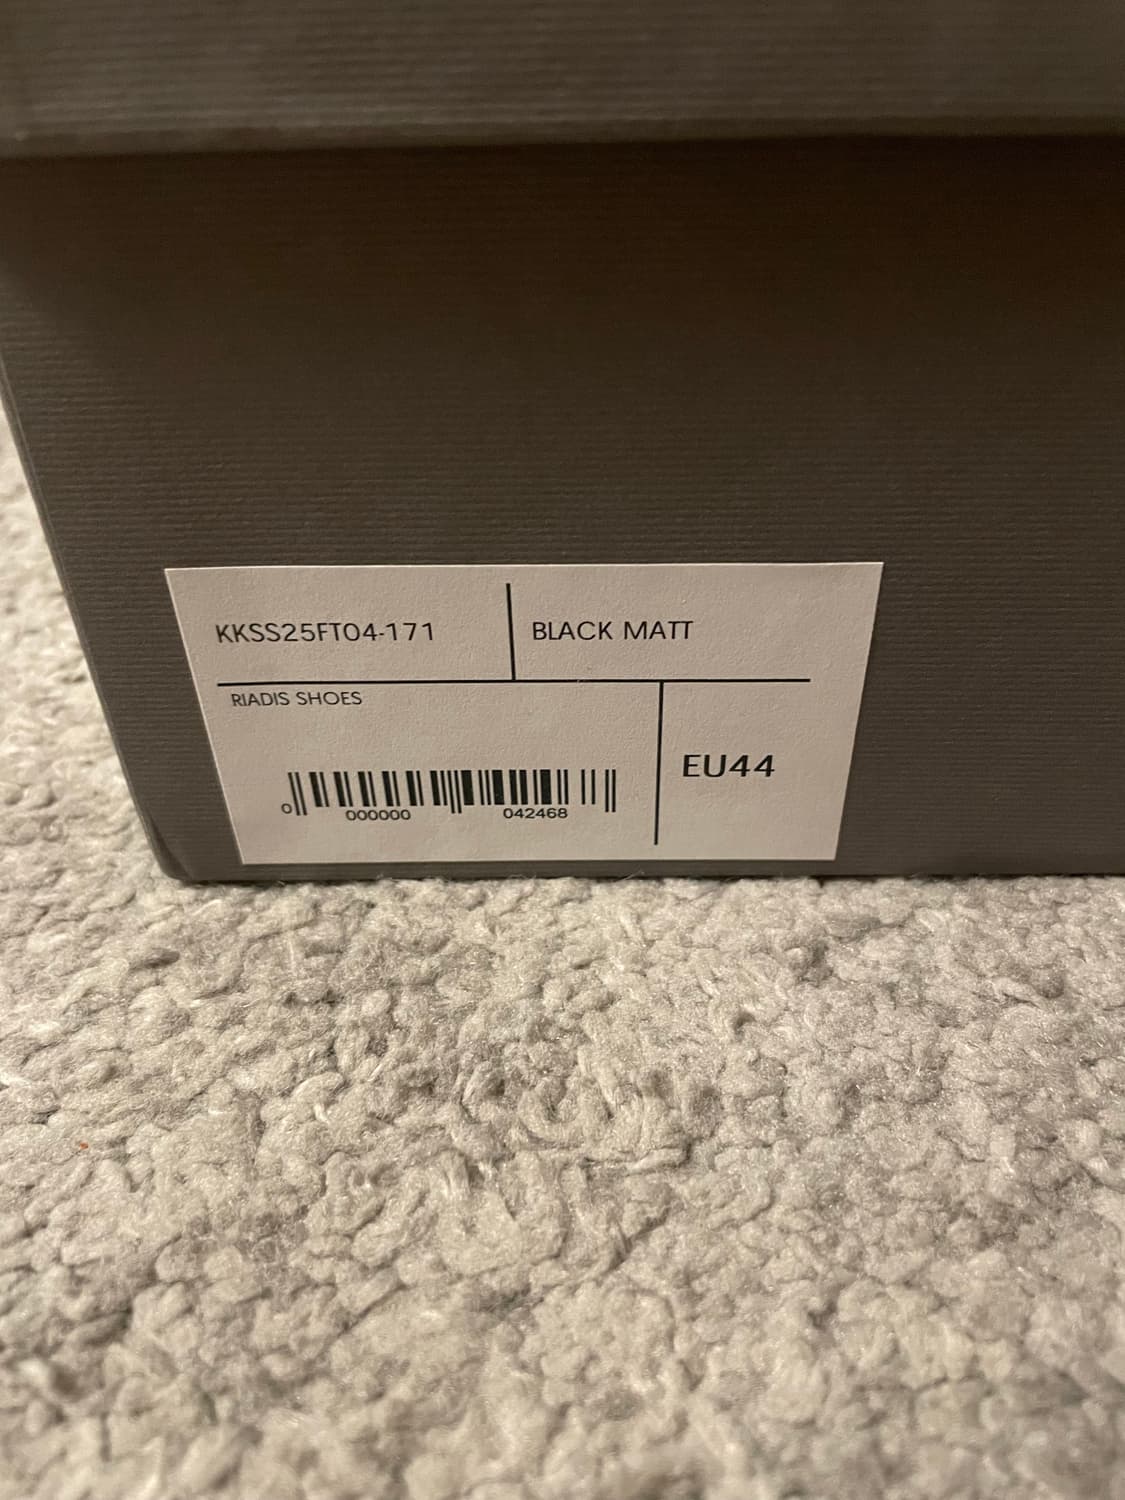 KKSS25FT04-171
BLACK MATT
RIADIS SHOES
EU44
0 000000 042468